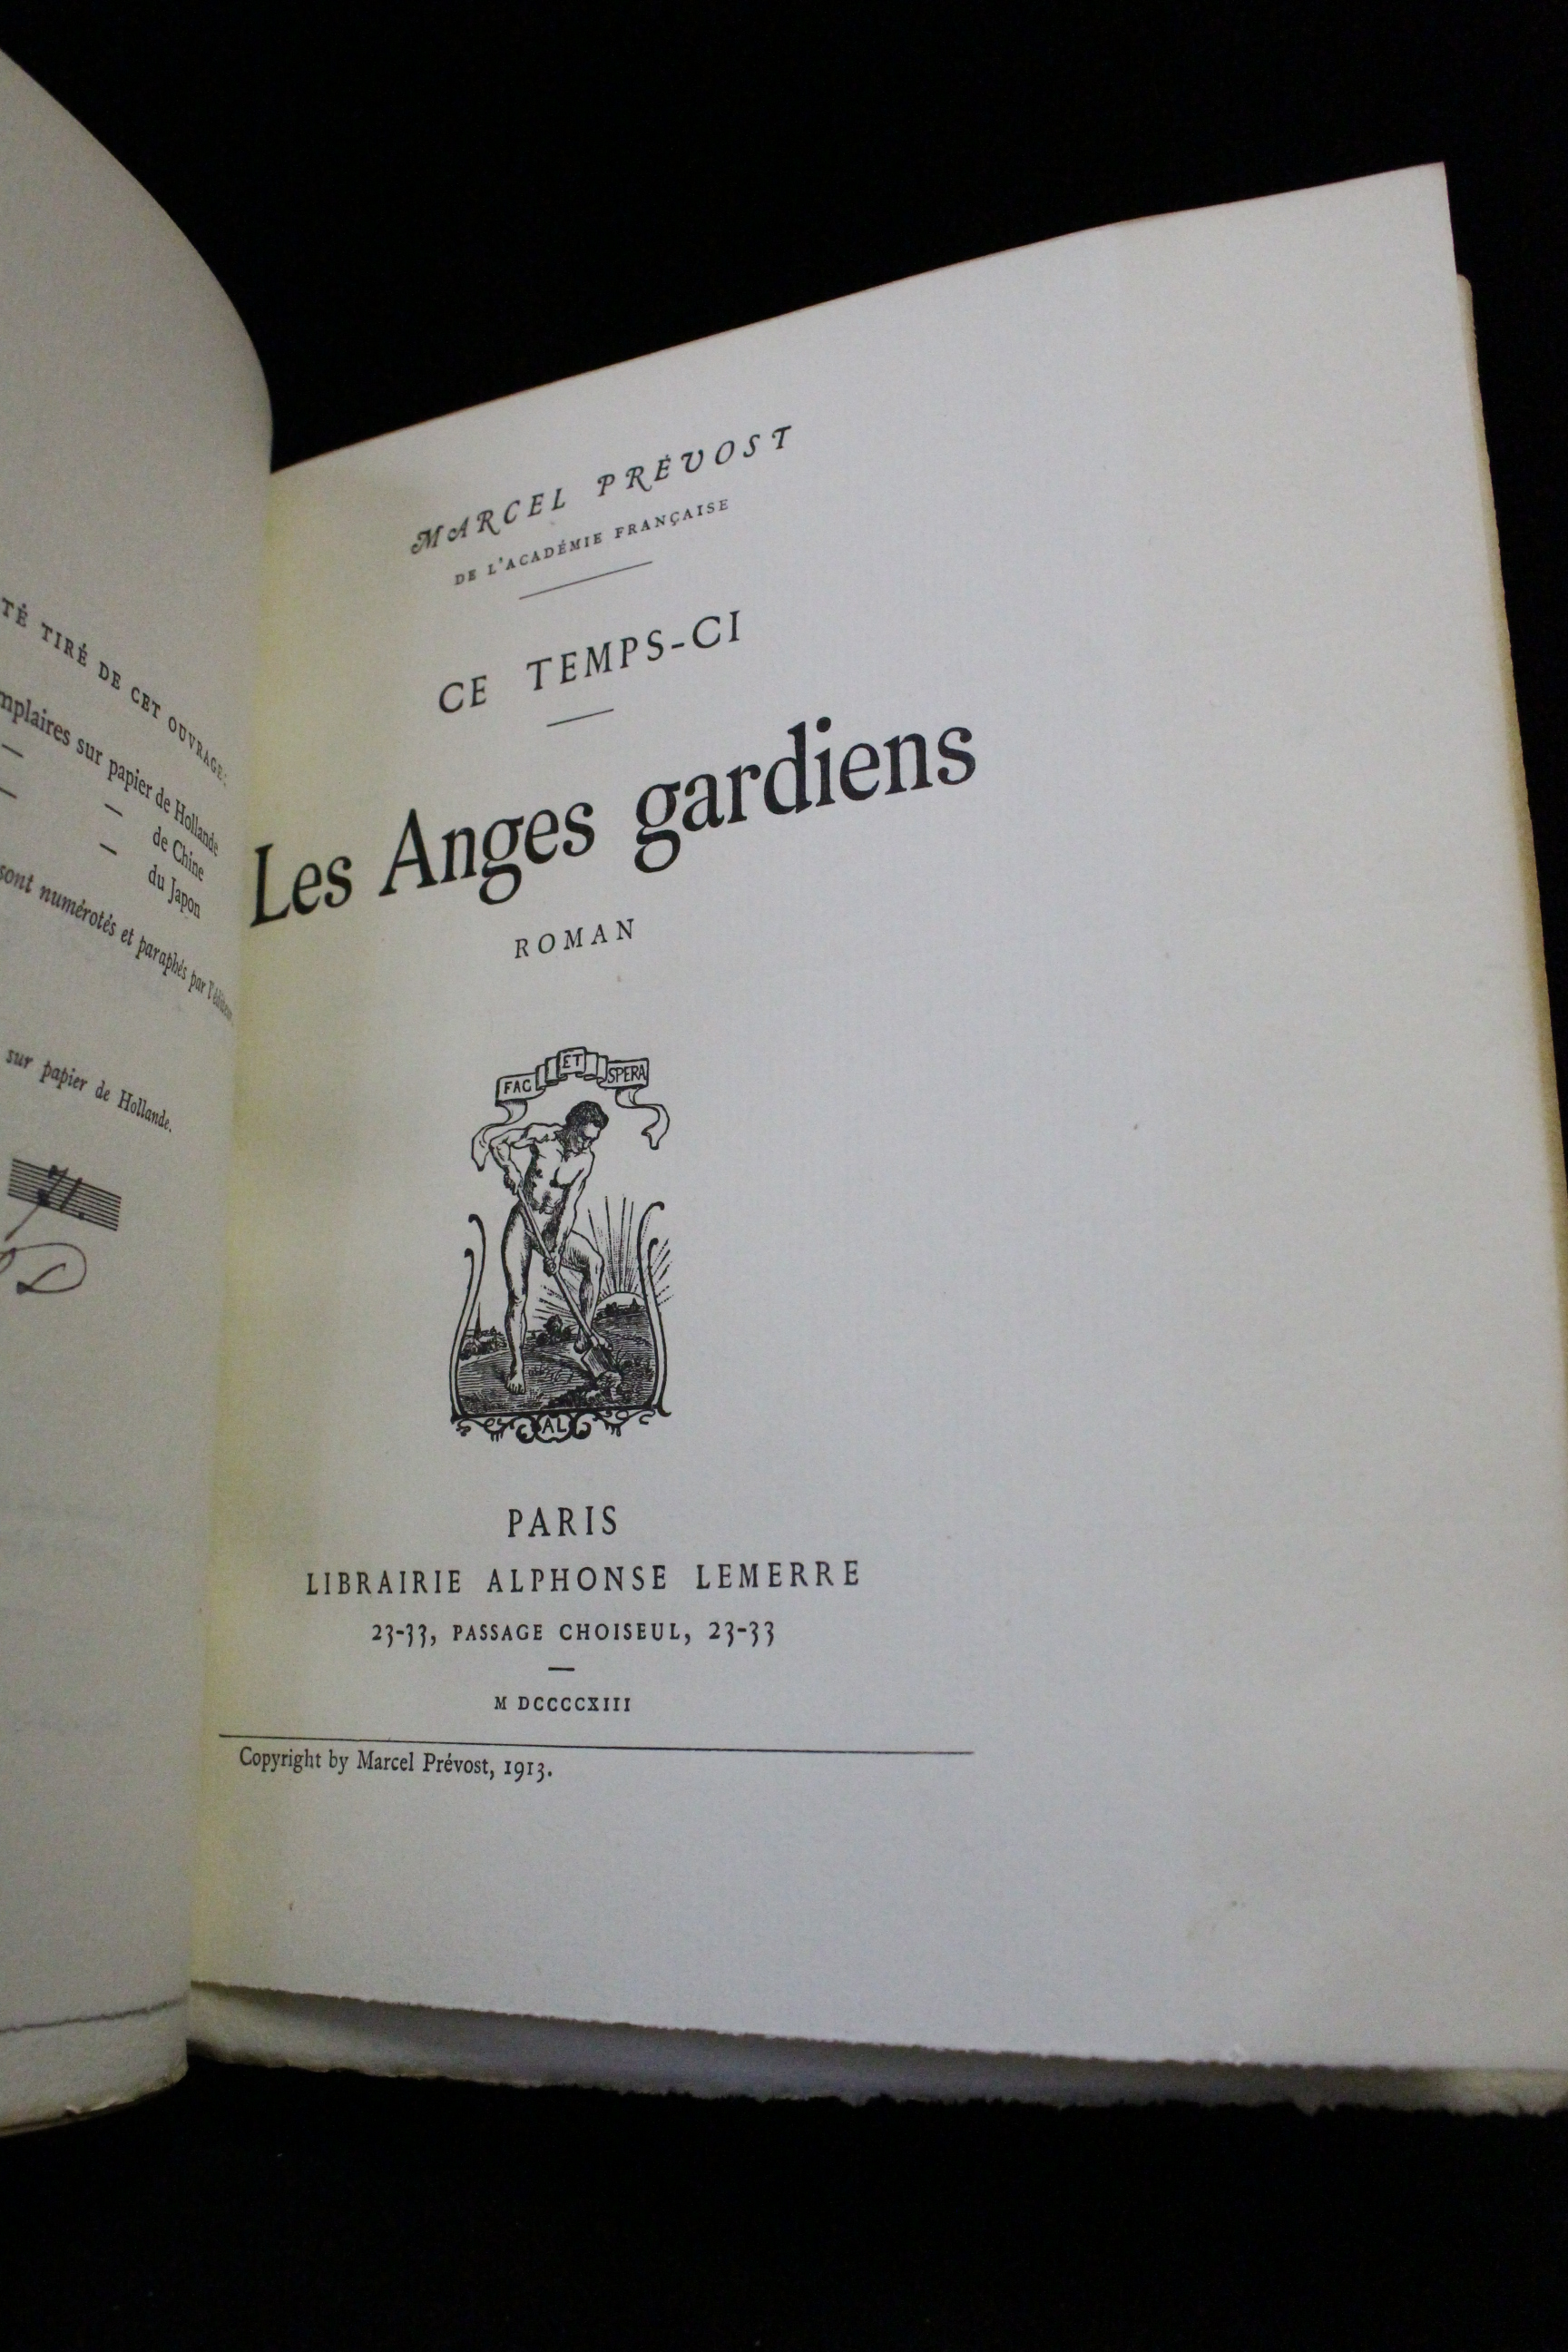 TÉ TIRÉ DE CET OUVRAGE:
mplaires sur papier de Hollande
— — de Chine
— — du Japon
sont numérotés et paraphés par l'éditeur
sur papier de Hollande.
71.
MARCEL PRÉVOST
DE L'ACADÉMIE FRANÇAISE
CE TEMPS-CI
Les Anges gardiens
ROMAN
FAC ET SPERA
AL
PARIS
LIBRAIRIE ALPHONSE LEMERRE
23-33, PASSAGE CHOISEUL, 23-33
M DCCCCXIII
Copyright by Marcel Prévost, 1913.